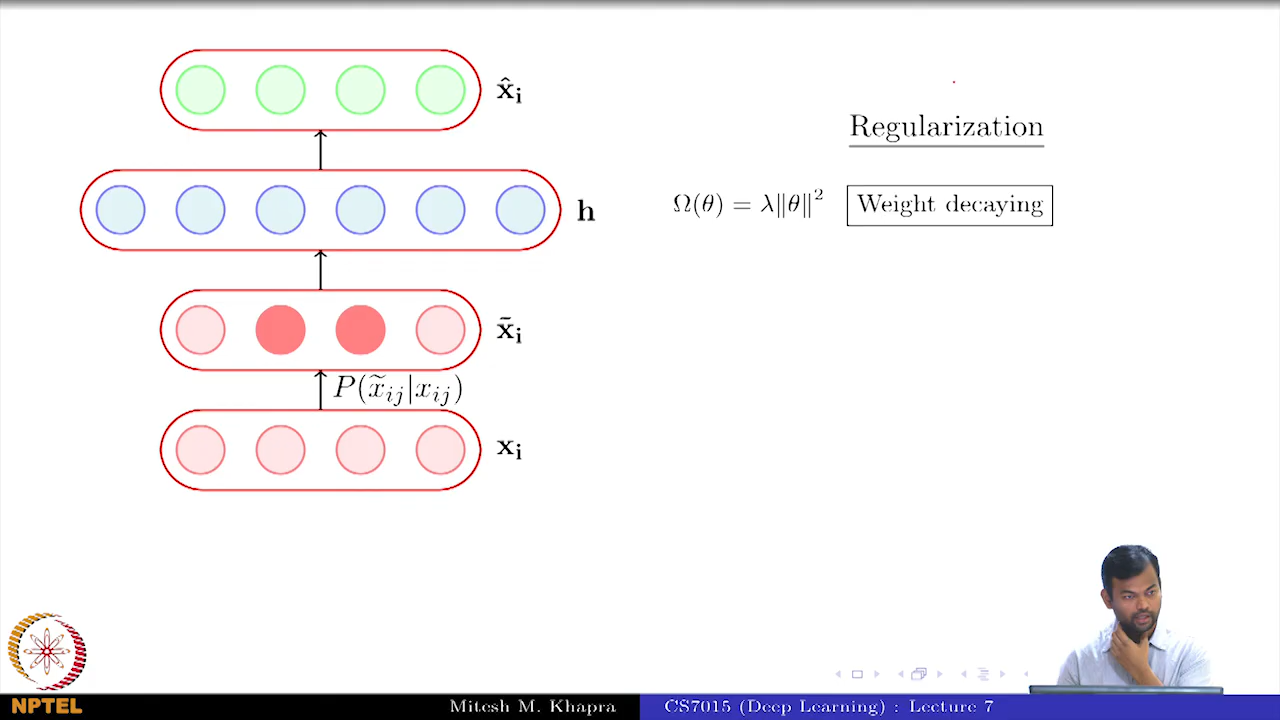 x̂ᵢ
Regularization
Ω(θ) = λ‖θ‖² Weight decaying
h
x̃ᵢ
P(x̃ᵢⱼ|xᵢⱼ)
xᵢ
NPTEL
Mitesh M. Khapra
CS7015 (Deep Learning) : Lecture 7